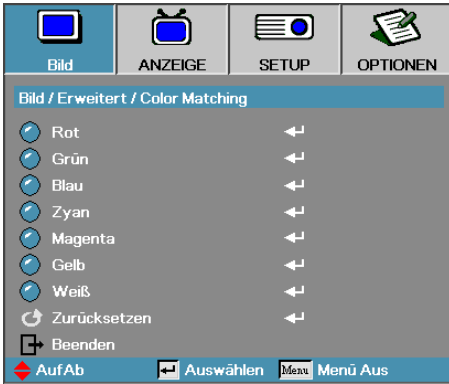 Bild ANZEIGE SETUP OPTIONEN
Bild / Erweitert / Color Matching
Rot
Grün
Blau
Zyan
Magenta
Gelb
Weiß
Zurücksetzen
Beenden
AufAb Auswählen Menu Menü Aus